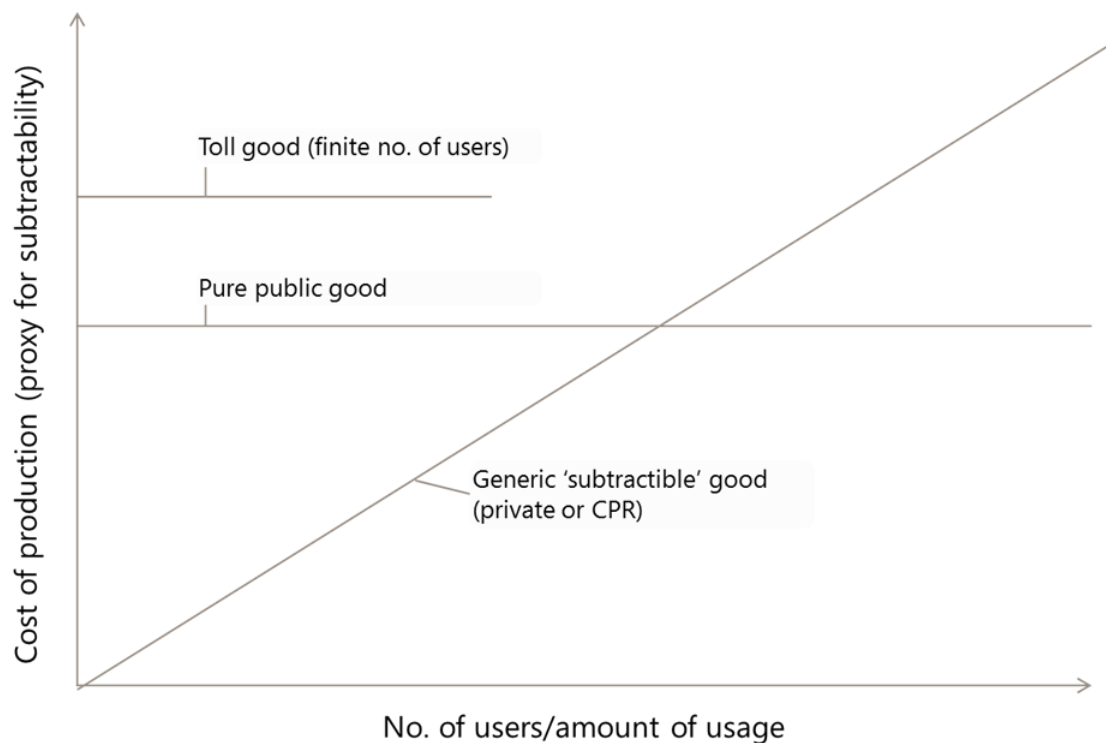 Cost of production (proxy for subtractability)
Toll good (finite no. of users)
Pure public good
Generic ‘subtractible’ good
(private or CPR)
No. of users/amount of usage